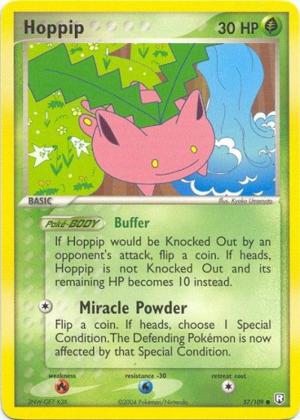 Hoppip 30 HP
Illus. Kyoko Umemoto
BASIC
Poké-BODY Buffer
If Hoppip would be Knocked Out by an
opponent's attack, flip a coin. If heads,
Hoppip is not Knocked Out and its
remaining HP becomes 10 instead.
Miracle Powder
Flip a coin. If heads, choose 1 Special
Condition. The Defending Pokémon is now
affected by that Special Condition.
weakness resistance retreat cost
-30
©2004 Pokémon/Nintendo 57/109